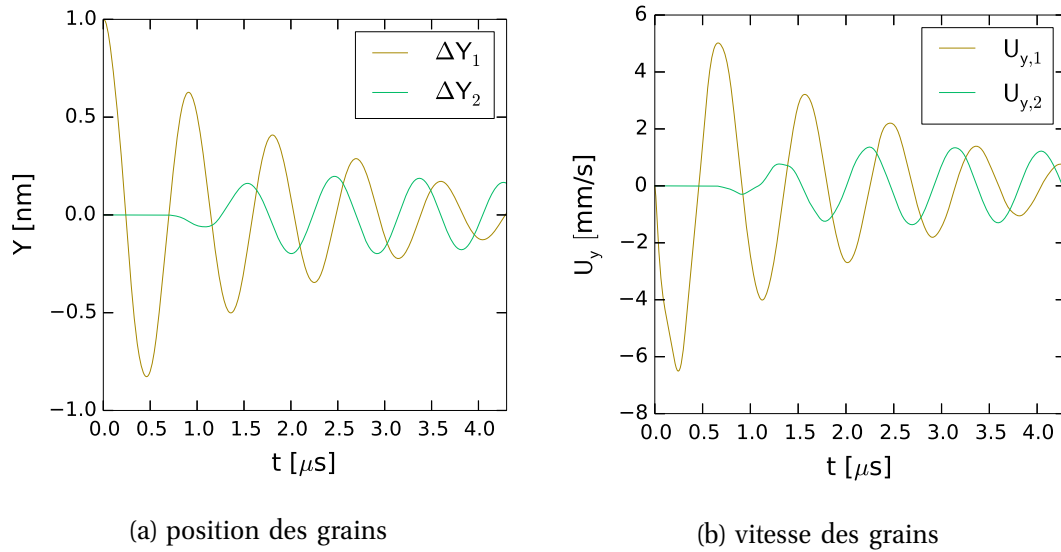 1.0
0.5
0.0
−0.5
−1.0
Y [nm]
ΔY1
ΔY2
0.0 0.5 1.0 1.5 2.0 2.5 3.0 3.5 4.0
t [μs]
(a) position des grains
6
4
2
0
−2
−4
−6
−8
Uy [mm/s]
Uy,1
Uy,2
0.0 0.5 1.0 1.5 2.0 2.5 3.0 3.5 4.0
t [μs]
(b) vitesse des grains